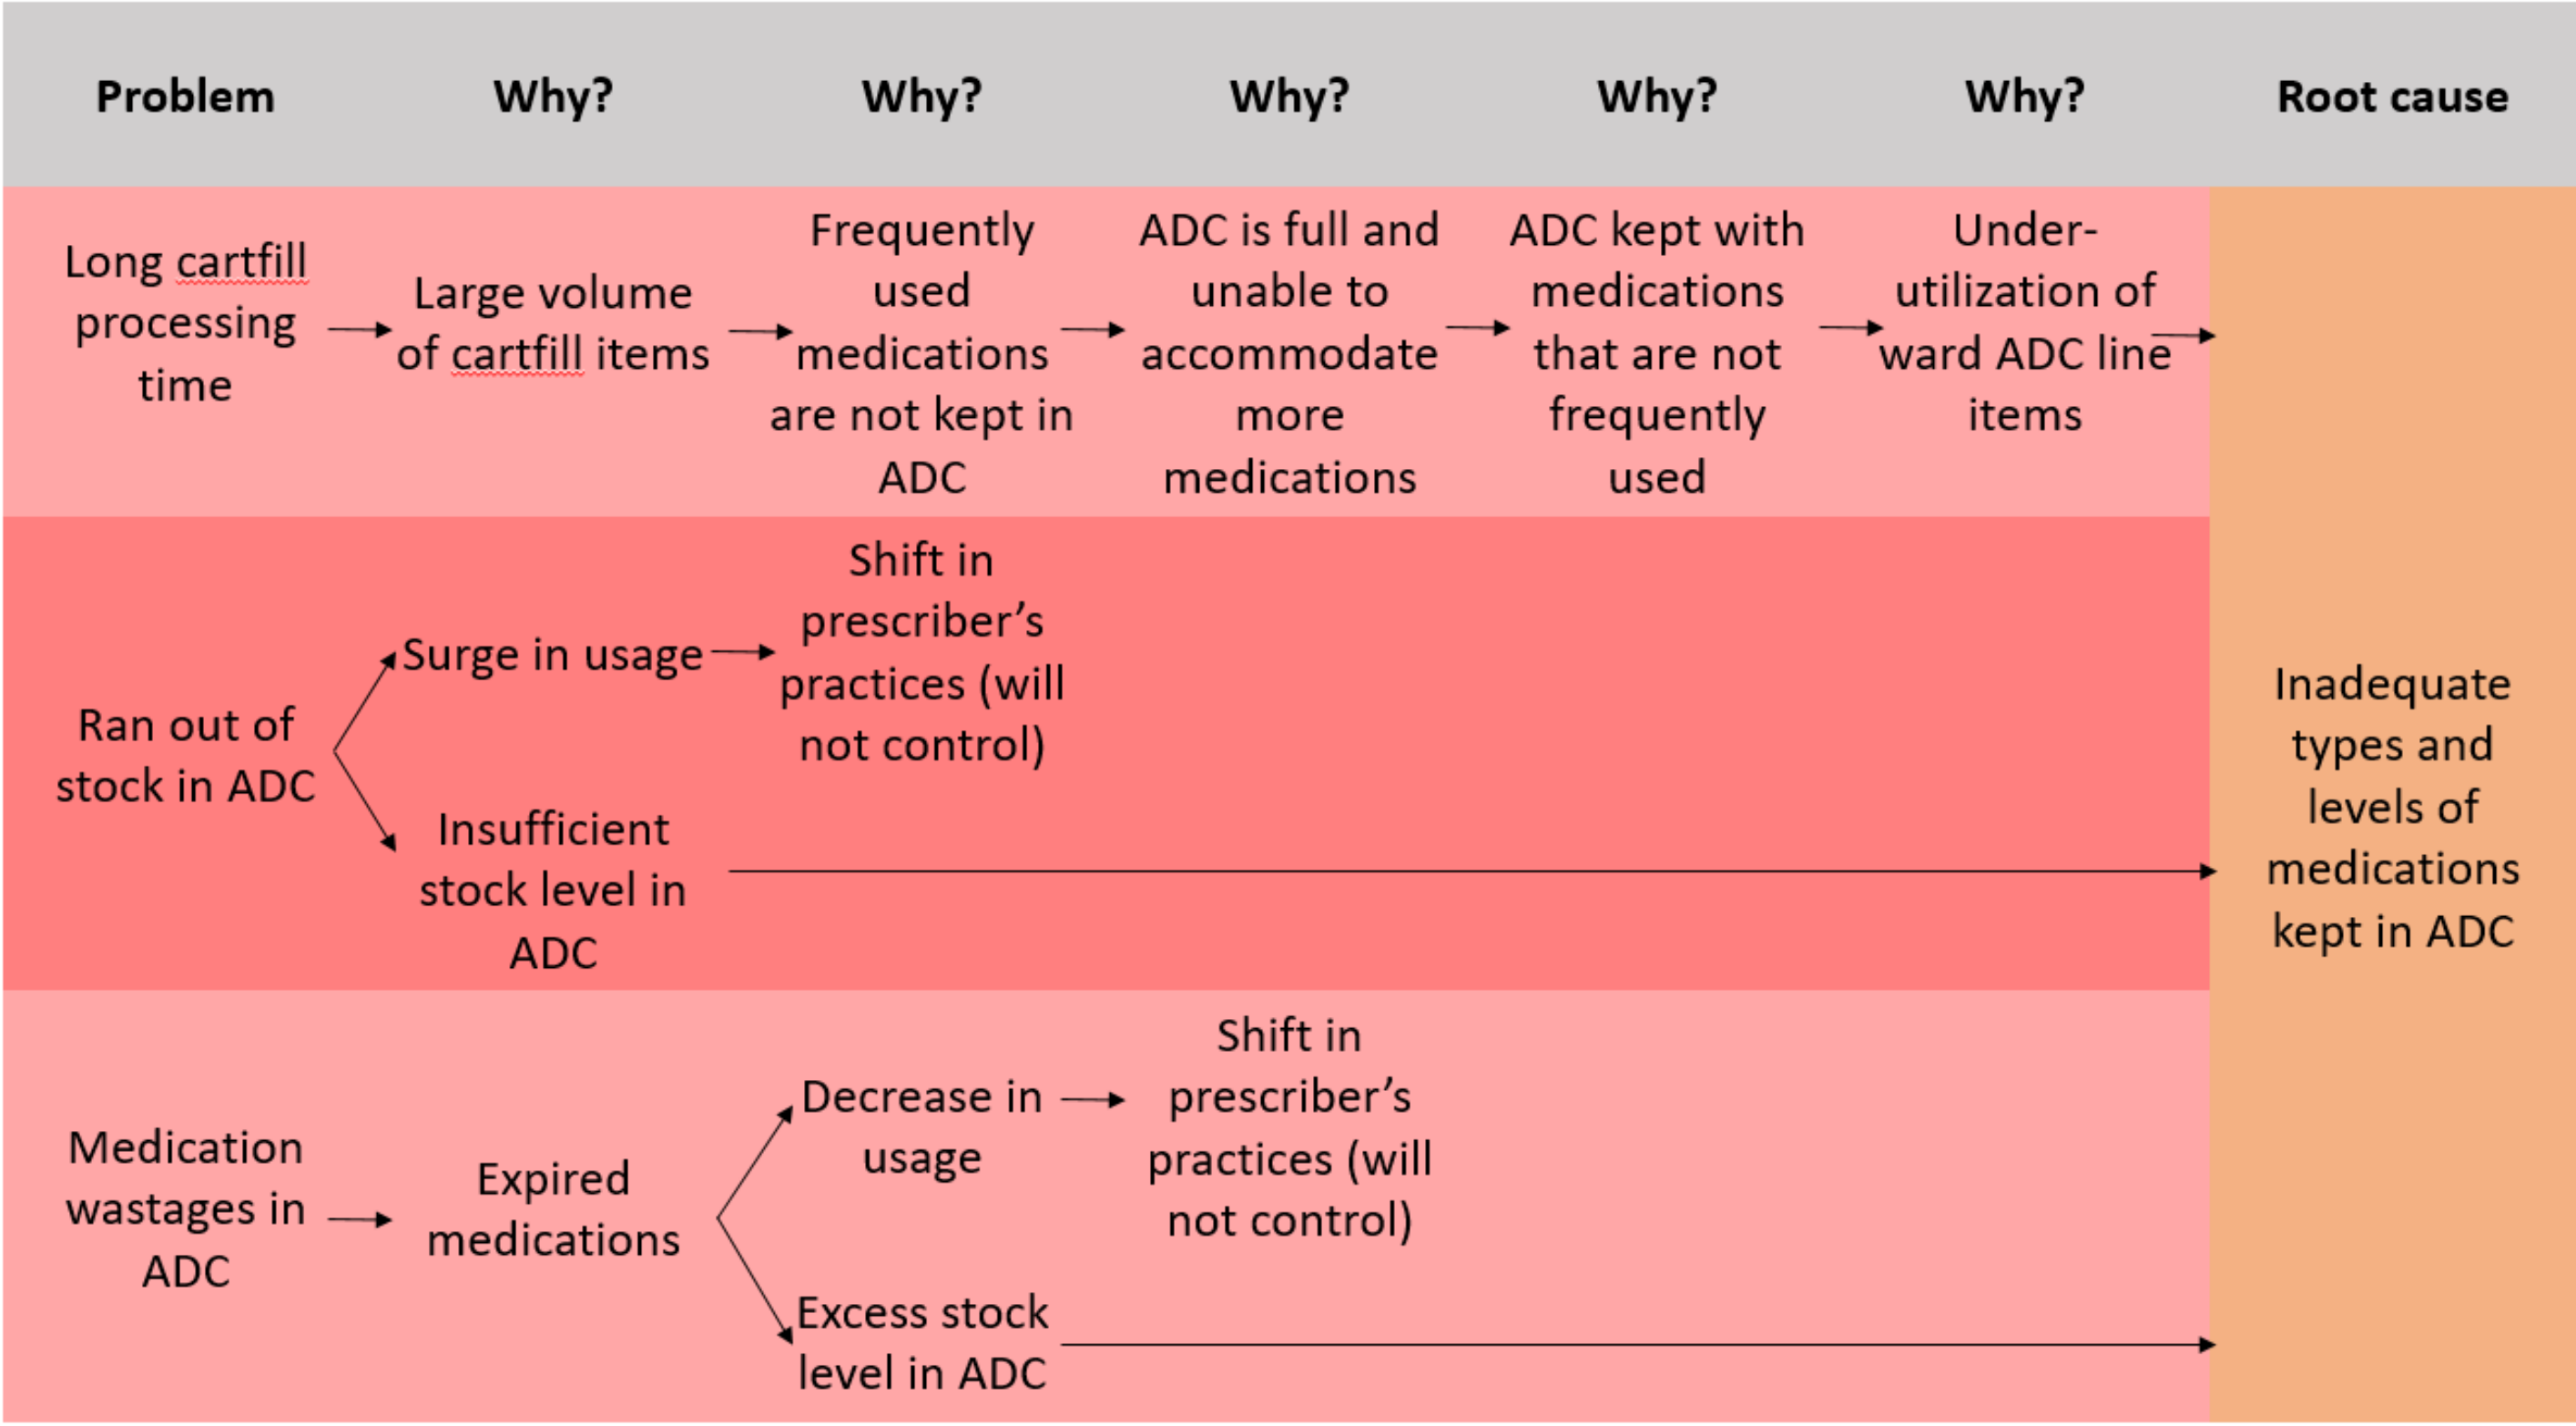 Problem
Why?
Why?
Why?
Why?
Why?
Root cause
Long cartfill
processing
time
Large volume
of cartfill items
Frequently
used
medications
are not kept in
ADC
ADC is full and
unable to
accommodate
more
medications
ADC kept with
medications
that are not
frequently
used
Under-
utilization of
ward ADC line
items
Ran out of
stock in ADC
Surge in usage
Shift in
prescriber’s
practices (will
not control)
Insufficient
stock level in
ADC
Inadequate
types and
levels of
medications
kept in ADC
Medication
wastages in
ADC
Expired
medications
Decrease in
usage
Shift in
prescriber’s
practices (will
not control)
Excess stock
level in ADC